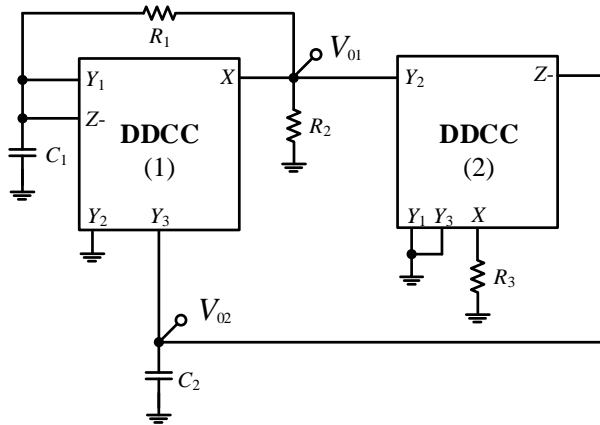 R1
V01
Y1
X
Y2
Z-
Z-
DDCC
(1)
R2
DDCC
(2)
C1
Y2
Y3
Y1
Y3
X
R3
V02
C2